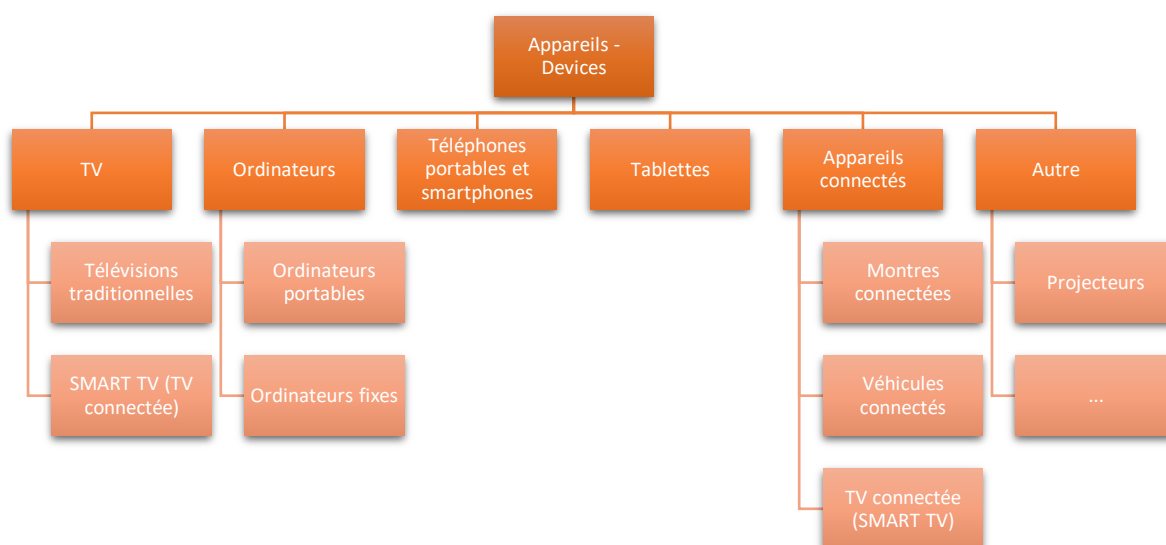 Appareils -
Devices
TV
Ordinateurs
Téléphones
portables et
smartphones
Tablettes
Appareils
connectés
Autre
Télévisions
traditionnelles
Ordinateurs
portables
Montres
connectées
Projecteurs
SMART TV (TV
connectée)
Ordinateurs fixes
Véhicules
connectés
...
TV connectée
(SMART TV)